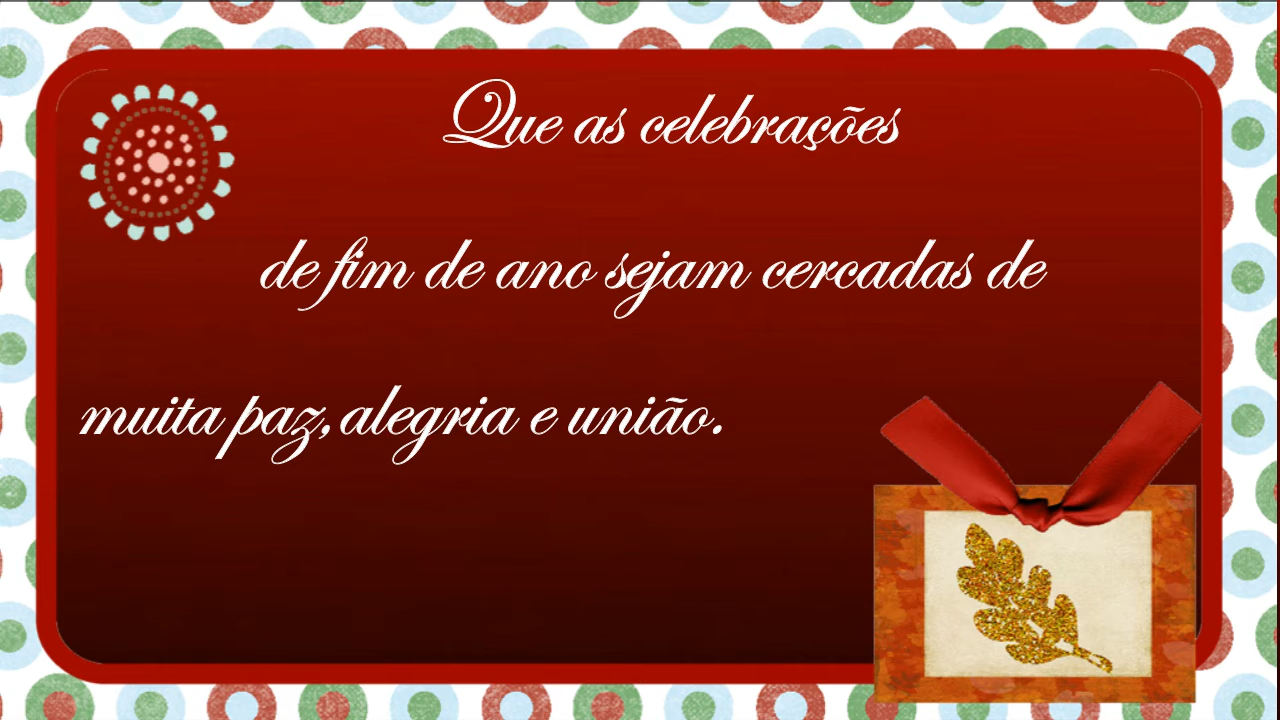 Que as celebrações
de fim de ano sejam cercadas de
muita paz,alegria e união.